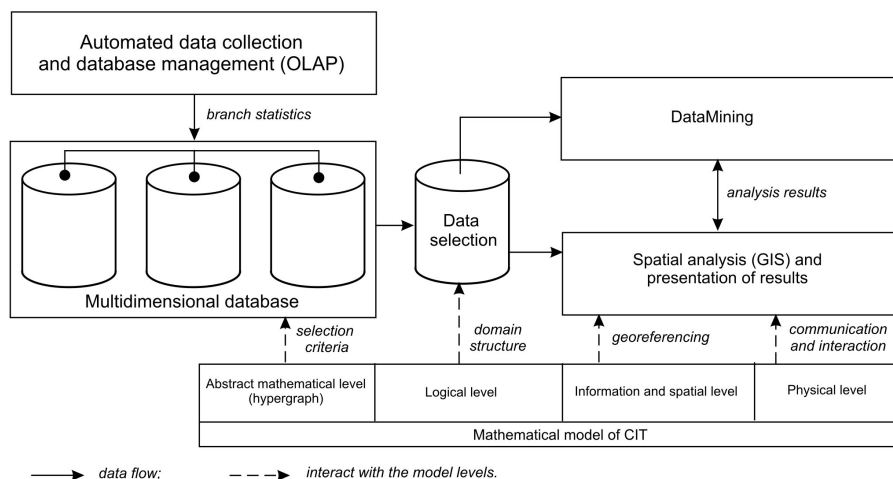 Automated data collection
and database management (OLAP)
branch statistics
DataMining
Data
selection
analysis results
Spatial analysis (GIS) and
presentation of results
Multidimensional database
selection
criteria
domain
structure
georeferencing
communication
and interaction
Abstract mathematical level
(hypergraph)
Logical level
Information and spatial level
Physical level
Mathematical model of CIT
data flow;
interact with the model levels.